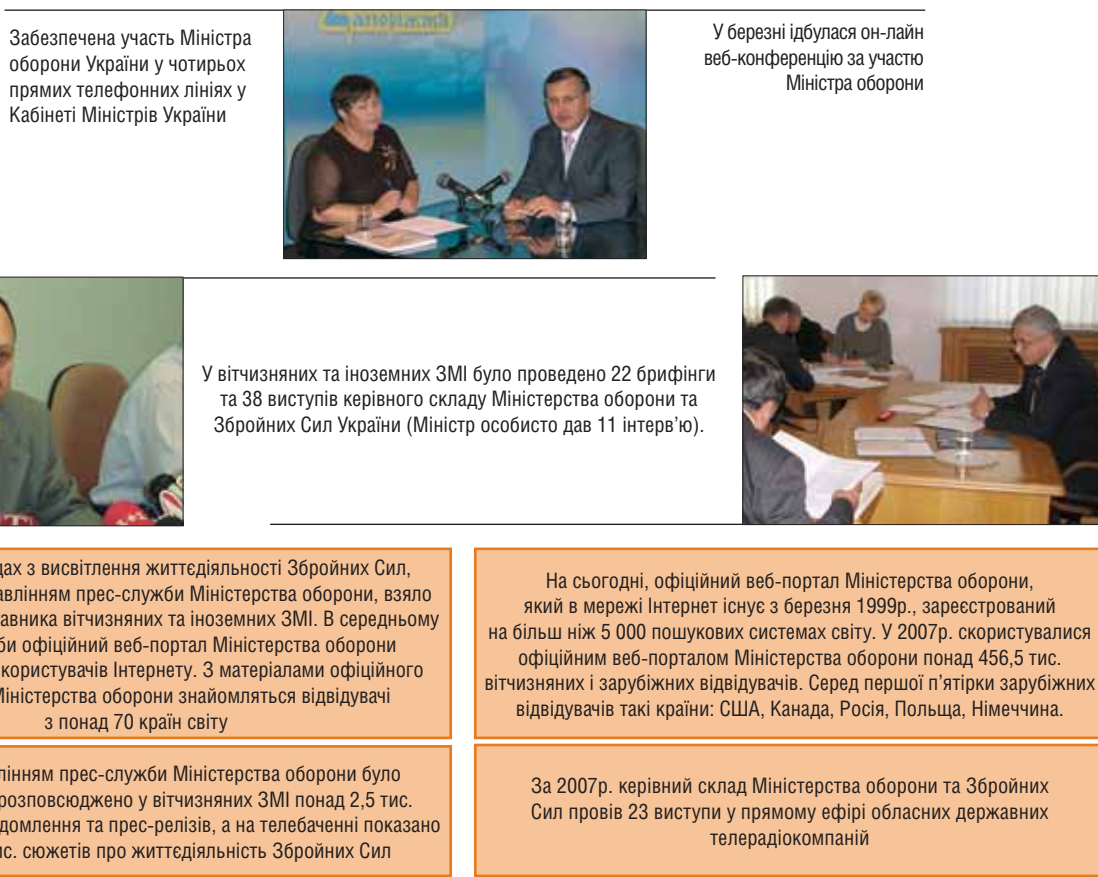 Забезпечена участь Міністра
оборони України у чотирьох
прямих телефонних лініях у
Кабінеті Міністрів України
Запоріжжя
У березні ідбулася он-лайн
веб-конференцію за участю
Міністра оборони
У вітчизняних та іноземних ЗМІ було проведено 22 брифінги
та 38 виступів керівного складу Міністерства оборони та
Збройних Сил України (Міністр особисто дав 11 інтерв’ю).
дах з висвітлення життєдіяльності Збройних Сил,
авлінням прес-служби Міністерства оборони, взяло
тавника вітчизняних та іноземних ЗМІ. В середньому
би офіційний веб-портал Міністерства оборони
користувачів Інтернету. З матеріалами офіційного
Міністерства оборони знайомляться відвідувачі
з понад 70 країн світу
На сьогодні, офіційний веб-портал Міністерства оборони,
який в мережі Інтернет існує з березня 1999р., зареєстрований
на більш ніж 5 000 пошукових системах світу. У 2007р. скористувалися
офіційним веб-порталом Міністерства оборони понад 456,5 тис.
вітчизняних і зарубіжних відвідувачів. Серед першої п’ятірки зарубіжних
відвідувачів такі країни: США, Канада, Росія, Польща, Німеччина.
лінням прес-служби Міністерства оборони було
розповсюджено у вітчизняних ЗМІ понад 2,5 тис.
ідомлення та прес-релізів, а на телебаченні показано
ис. сюжетів про життєдіяльність Збройних Сил
За 2007р. керівний склад Міністерства оборони та Збройних
Сил провів 23 виступи у прямому ефірі обласних державних
телерадіокомпаній